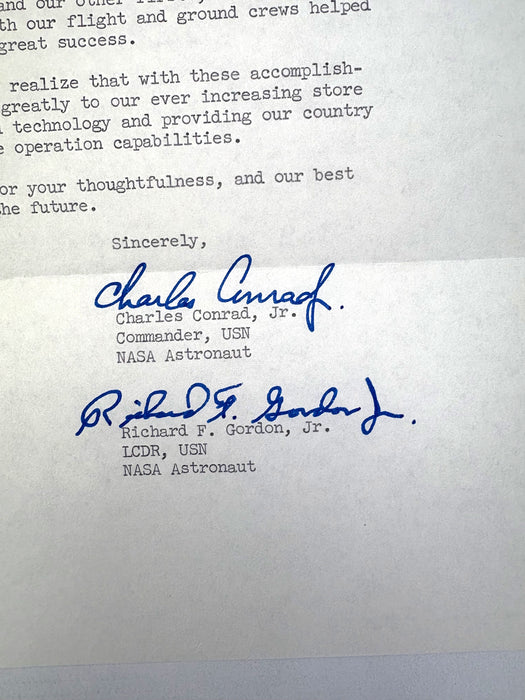 and our other
th our flight and ground crews helped
great success.
realize that with these accomplish-
greatly to our ever increasing store
technology and providing our country
e operation capabilities.
or your thoughtfulness, and our best
he future.
Sincerely,
Charles Conrad Jr.
Charles Conrad, Jr.
Commander, USN
NASA Astronaut
Richard F. Gordon Jr.
Richard F. Gordon, Jr.
LCDR, USN
NASA Astronaut